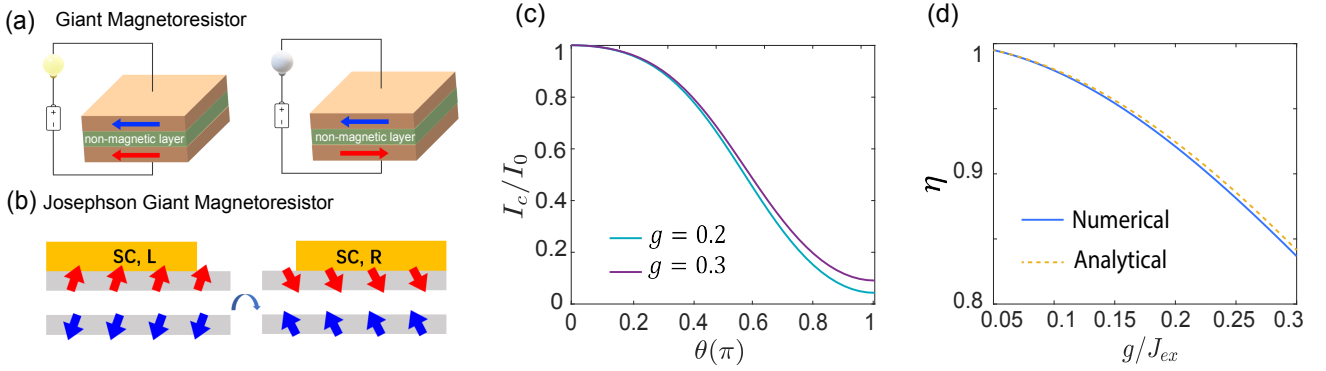 (a) Giant Magnetoresistor
+
-
non-magnetic layer
+
-
non-magnetic layer
(b) Josephson Giant Magnetoresistor
SC, L
SC, R
(c)
I_c/I_0
1
0.8
0.6
0.4
0.2
0
g = 0.2
g = 0.3
0 0.2 0.4 0.6 0.8 1
θ(π)
(d)
η
1
0.9
0.8
Numerical
Analytical
0.05 0.1 0.15 0.2 0.25 0.3
g/J_{ex}